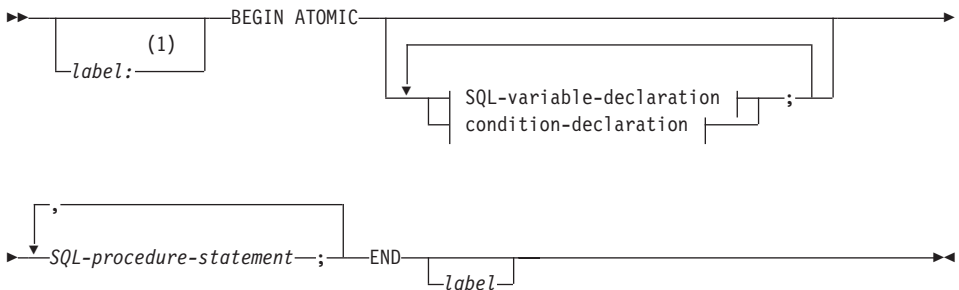 BEGIN ATOMIC
(1)
label:
SQL-variable-declaration ;
condition-declaration
,
SQL-procedure-statement ; END
label